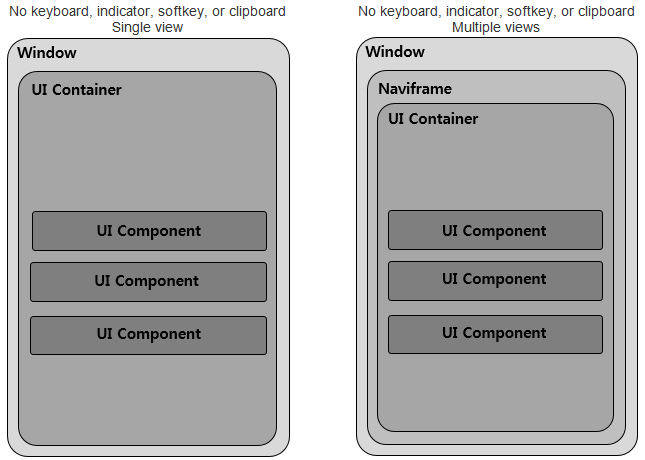 No keyboard, indicator, softkey, or clipboard
Single view
Window
UI Container
UI Component
UI Component
UI Component
No keyboard, indicator, softkey, or clipboard
Multiple views
Window
Naviframe
UI Container
UI Component
UI Component
UI Component